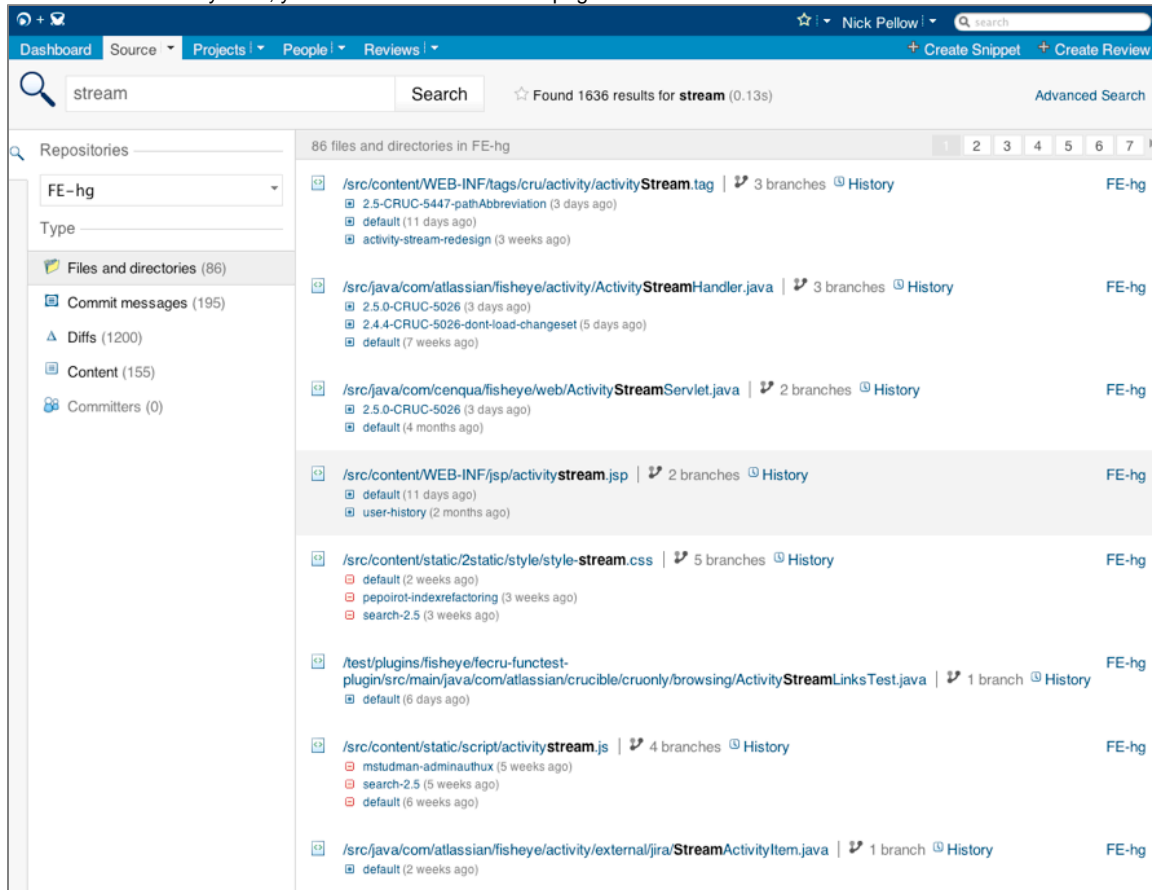 Nick Pellow
search
Dashboard Source Projects People Reviews + Create Snippet + Create Review
stream Search Found 1636 results for stream (0.13s) Advanced Search
Repositories
FE-hg
Type
Files and directories (86)
Commit messages (195)
Diffs (1200)
Content (155)
Committers (0)
86 files and directories in FE-hg 1 2 3 4 5 6 7
/src/content/WEB-INF/tags/cru/activity/activityStream.tag | 3 branches History FE-hg
2.5-CRUC-5447-pathAbbreviation (3 days ago)
default (11 days ago)
activity-stream-redesign (3 weeks ago)
/src/java/com/atlassian/fisheye/activity/ActivityStreamHandler.java | 3 branches History FE-hg
2.5.0-CRUC-5026 (3 days ago)
2.4.4-CRUC-5026-dont-load-changeset (5 days ago)
default (7 weeks ago)
/src/java/com/cenqua/fisheye/web/ActivityStreamServlet.java | 2 branches History FE-hg
2.5.0-CRUC-5026 (3 days ago)
default (4 months ago)
/src/content/WEB-INF/jsp/activitystream.jsp | 2 branches History FE-hg
default (11 days ago)
user-history (2 months ago)
/src/content/static/2static/style/style-stream.css | 5 branches History FE-hg
default (2 weeks ago)
pepoirot-indexrefactoring (3 weeks ago)
search-2.5 (3 weeks ago)
/test/plugins/fisheye/fecru-functest- FE-hg
plugin/src/main/java/com/atlassian/crucible/cruonly/browsing/ActivityStreamLinksTest.java | 1 branch History
default (6 days ago)
/src/content/static/script/activitystream.js | 4 branches History FE-hg
mstudman-adminauthux (5 weeks ago)
search-2.5 (5 weeks ago)
default (6 weeks ago)
/src/java/com/atlassian/fisheye/activity/external/jira/StreamActivityItem.java | 1 branch History FE-hg
default (2 weeks ago)